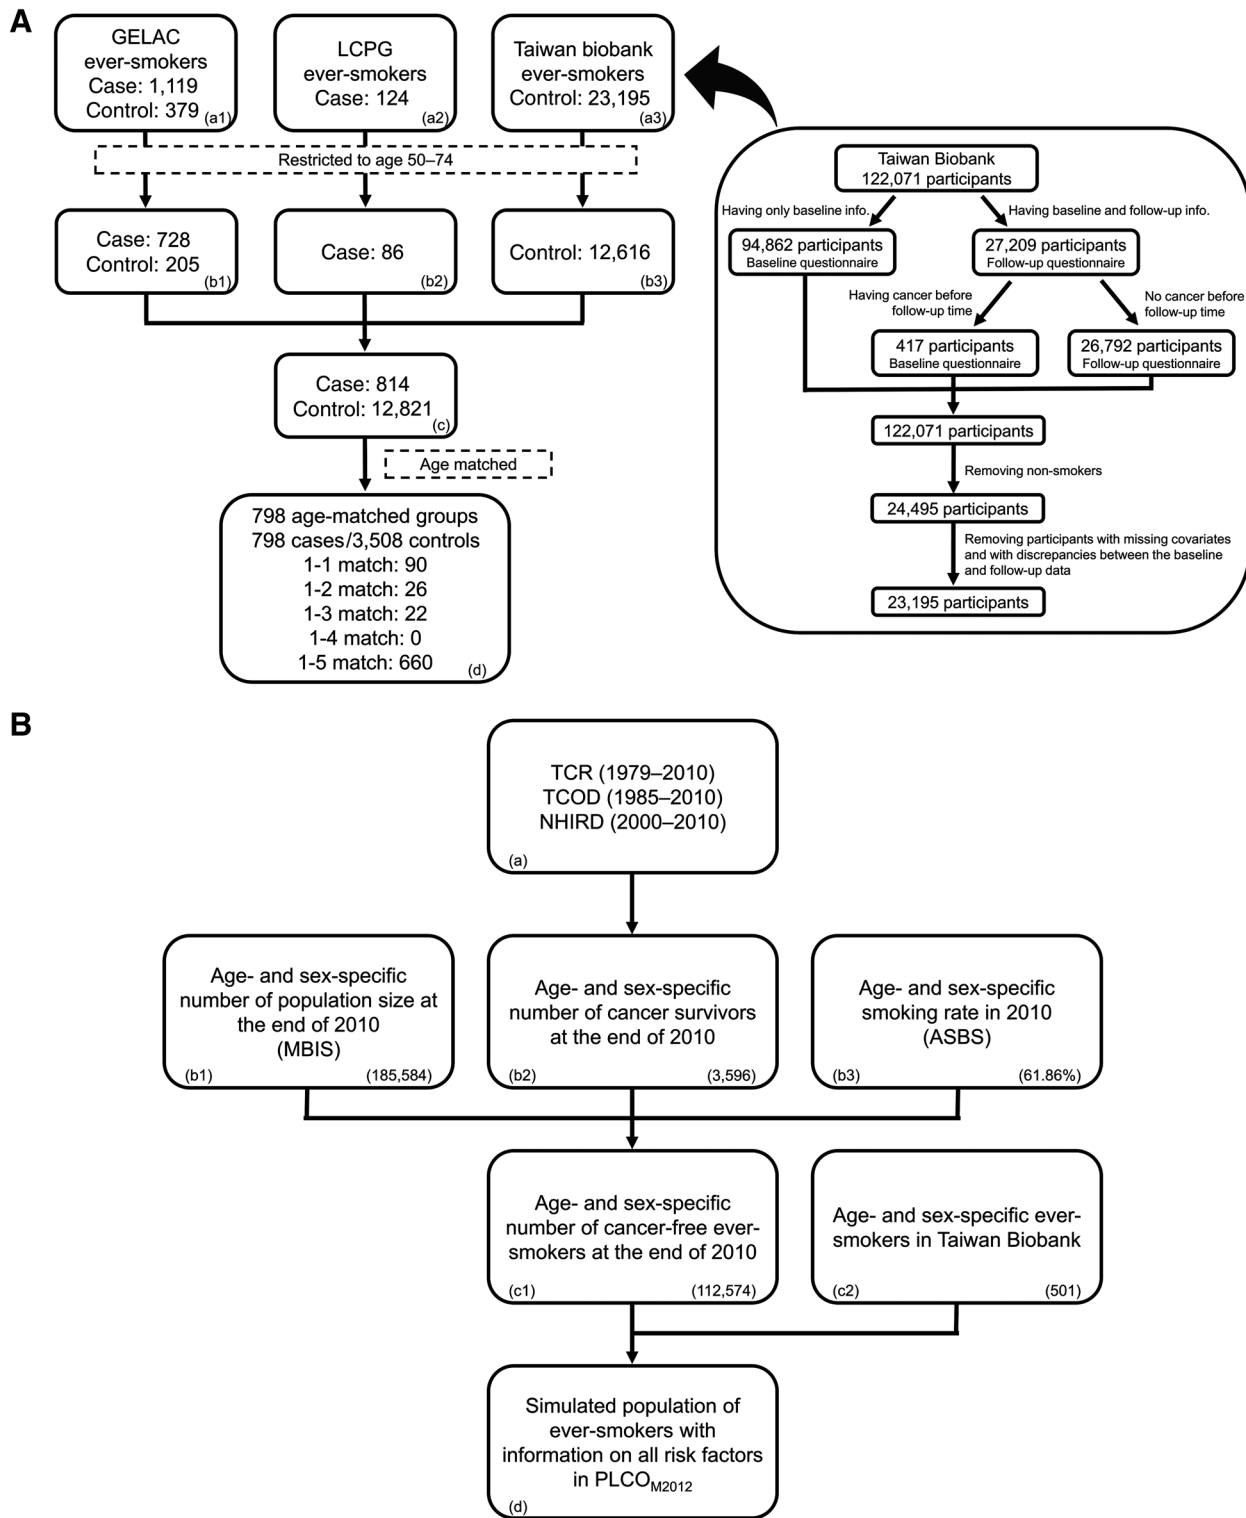 A
GELAC
ever-smokers
Case: 1,119
Control: 379
(a1)
LCPG
ever-smokers
Case: 124
(a2)
Taiwan biobank
ever-smokers
Control: 23,195
(a3)
Restricted to age 50–74
Case: 728
Control: 205
(b1)
Case: 86
(b2)
Control: 12,616
(b3)
Case: 814
Control: 12,821
(c)
Age matched
798 age-matched groups
798 cases/3,508 controls
1-1 match: 90
1-2 match: 26
1-3 match: 22
1-4 match: 0
1-5 match: 660
(d)
Taiwan Biobank
122,071 participants
Having only baseline info.
Having baseline and follow-up info.
94,862 participants
Baseline questionnaire
27,209 participants
Follow-up questionnaire
Having cancer before
follow-up time
No cancer before
follow-up time
417 participants
Baseline questionnaire
26,792 participants
Follow-up questionnaire
122,071 participants
Removing non-smokers
24,495 participants
Removing participants with missing covariates
and with discrepancies between the baseline
and follow-up data
23,195 participants
B
TCR (1979–2010)
TCOD (1985–2010)
NHIRD (2000–2010)
(a)
Age- and sex-specific
number of population size at
the end of 2010
(MBIS)
(b1) (185,584)
Age- and sex-specific
number of cancer survivors
at the end of 2010
(b2) (3,596)
Age- and sex-specific
smoking rate in 2010
(ASBS)
(b3) (61.86%)
Age- and sex-specific
number of cancer-free ever-
smokers at the end of 2010
(c1) (112,574)
Age- and sex-specific ever-
smokers in Taiwan Biobank
(c2) (501)
Simulated population of
ever-smokers with
information on all risk factors
in PLCOM2012
(d)